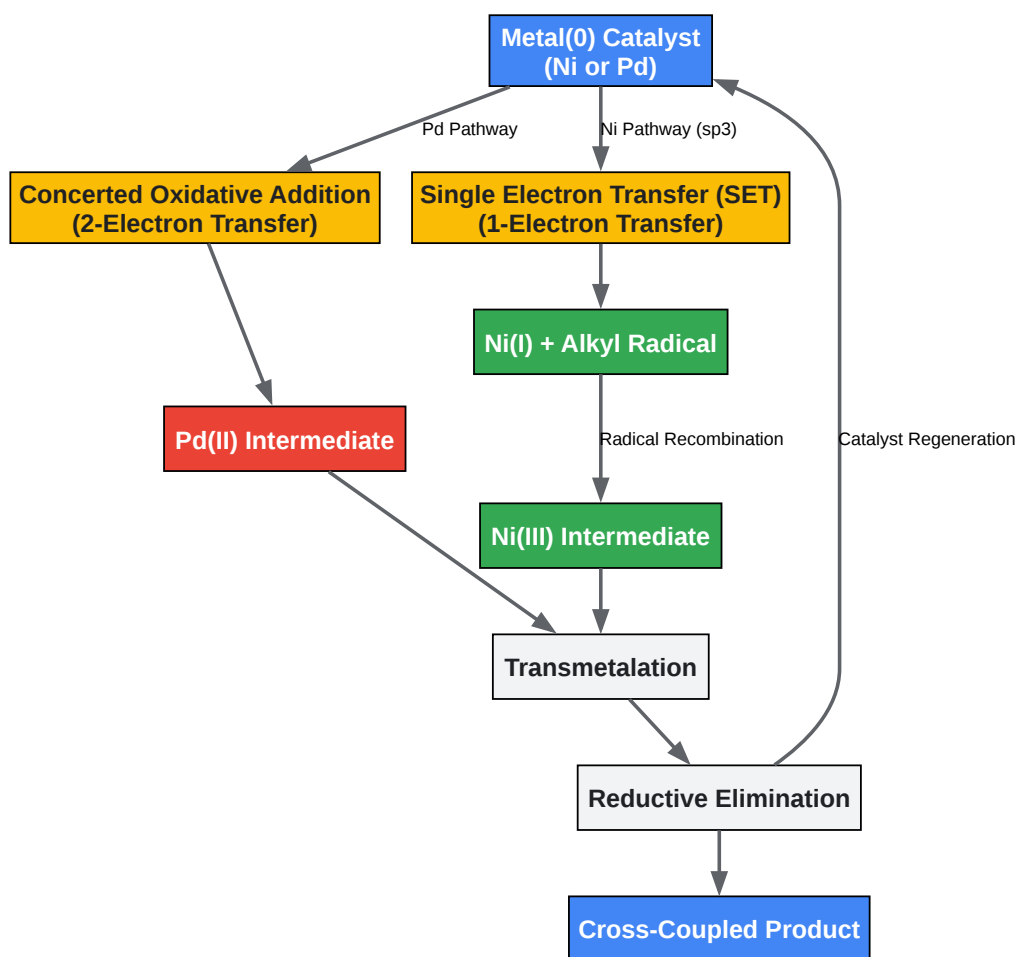 Metal(0) Catalyst
(Ni or Pd)
Pd Pathway
Ni Pathway (sp3)
Concerted Oxidative Addition
(2-Electron Transfer)
Single Electron Transfer (SET)
(1-Electron Transfer)
Ni(I) + Alkyl Radical
Pd(II) Intermediate
Radical Recombination
Catalyst Regeneration
Ni(III) Intermediate
Transmetalation
Reductive Elimination
Cross-Coupled Product